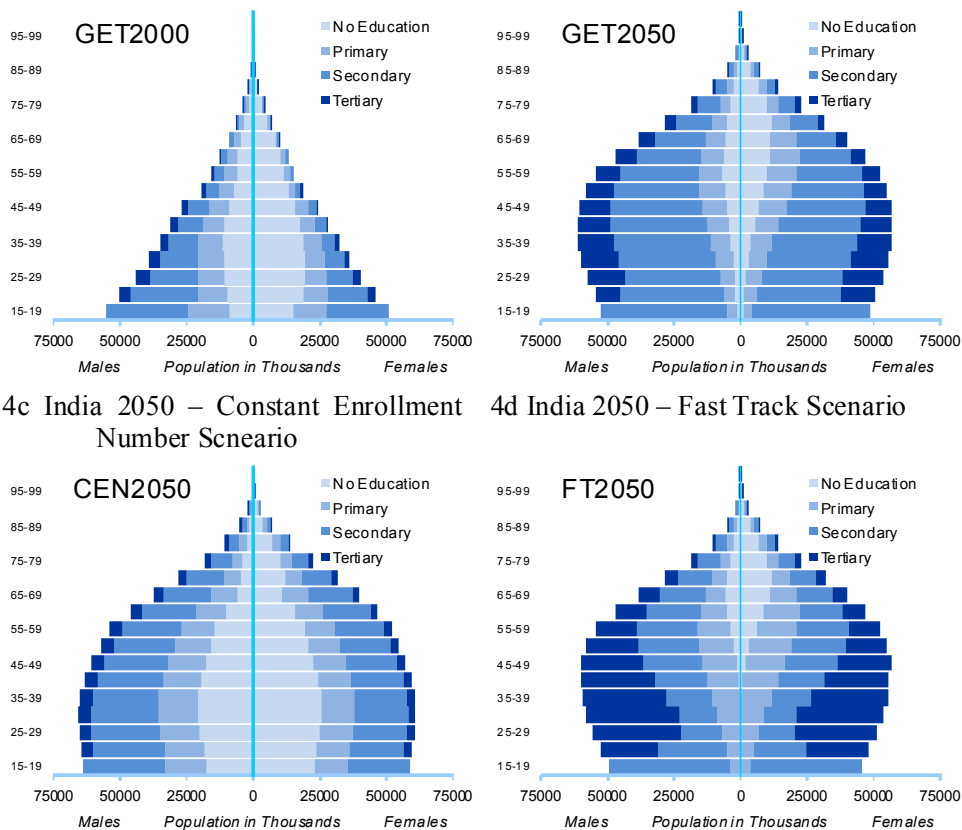 GET2000
No Education
Primary
Secondary
Tertiary
95-99
85-89
75-79
65-69
55-59
45-49
35-39
25-29
15-19
75000 50000 25000 0 25000 50000 75000
Males Population in Thousands Females
GET2050
No Education
Primary
Secondary
Tertiary
95-99
85-89
75-79
65-69
55-59
45-49
35-39
25-29
15-19
75000 50000 25000 0 25000 50000 75000
Males Population in Thousands Females
4c India 2050 – Constant Enrollment
Number Scneario
4d India 2050 – Fast Track Scenario
CEN2050
No Education
Primary
Secondary
Tertiary
95-99
85-89
75-79
65-69
55-59
45-49
35-39
25-29
15-19
75000 50000 25000 0 25000 50000 75000
Males Population in Thousands Females
FT2050
No Education
Primary
Secondary
Tertiary
95-99
85-89
75-79
65-69
55-59
45-49
35-39
25-29
15-19
75000 50000 25000 0 25000 50000 75000
Males Population in Thousands Females